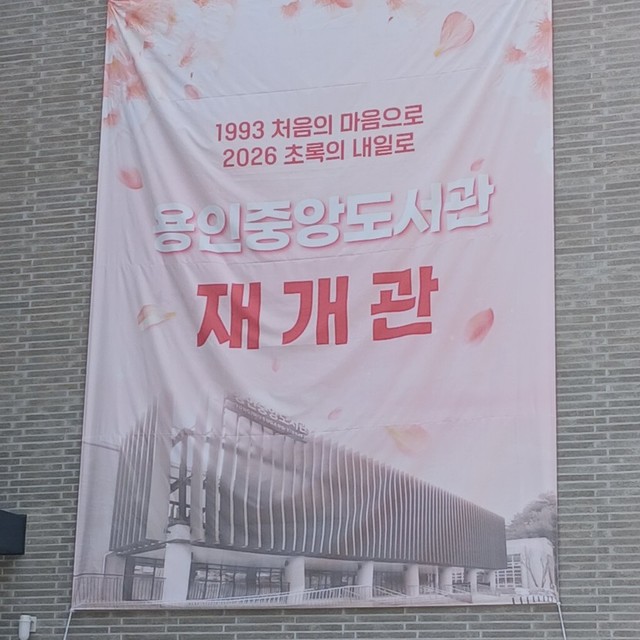 1993 처음의 마음으로
2026 초록의 내일로
용인중앙도서관
재개관